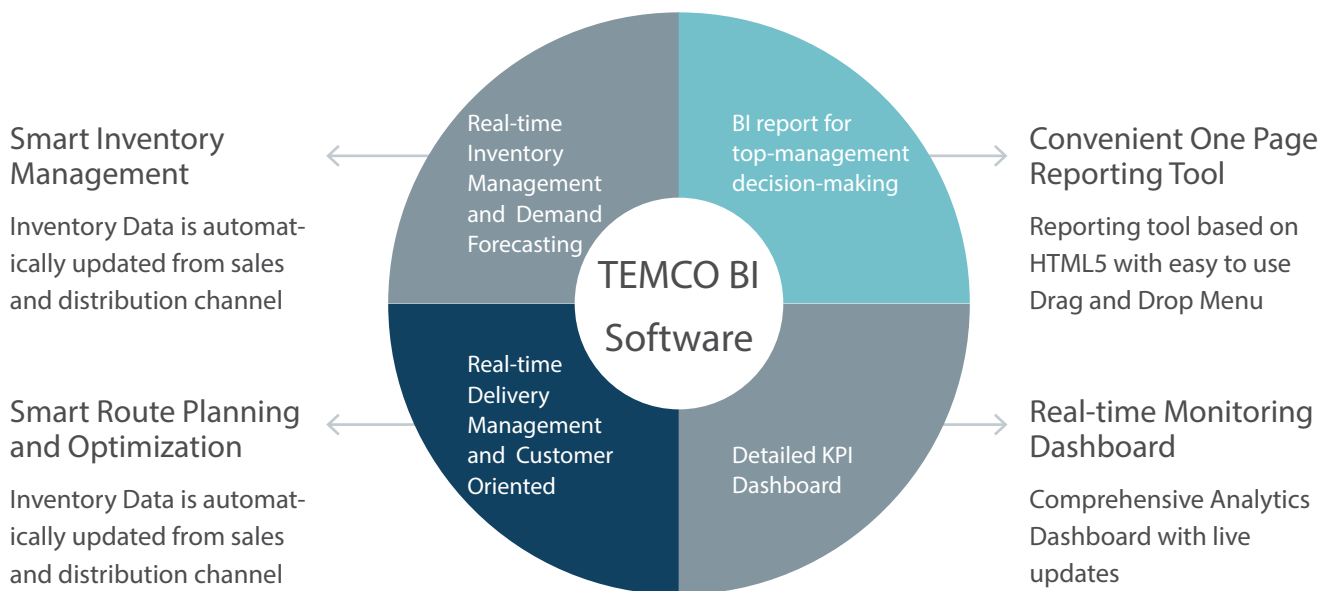 Smart Inventory
Management
Inventory Data is automat-
ically updated from sales
and distribution channel
Smart Route Planning
and Optimization
Inventory Data is automat-
ically updated from sales
and distribution channel
Real-time
Inventory
Management
and Demand
Forecasting
BI report for
top-management
decision-making
TEMCO BI
Software
Real-time
Delivery
Management
and Customer
Oriented
Detailed KPI
Dashboard
Convenient One Page
Reporting Tool
Reporting tool based on
HTML5 with easy to use
Drag and Drop Menu
Real-time Monitoring
Dashboard
Comprehensive Analytics
Dashboard with live
updates